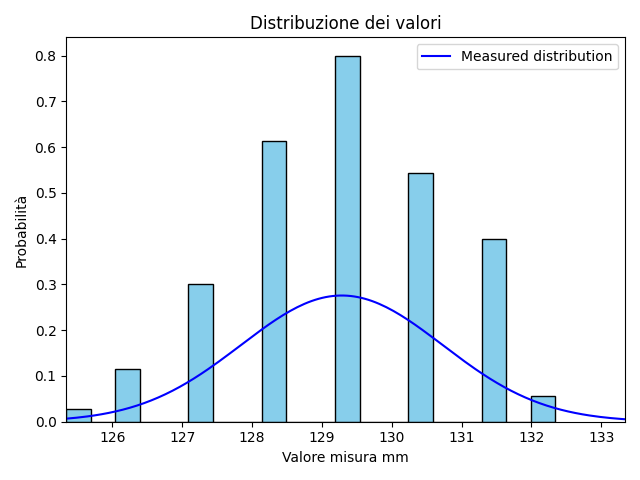 Distribuzione dei valori
Measured distribution
Probabilità
0.8
0.7
0.6
0.5
0.4
0.3
0.2
0.1
0.0
126 127 128 129 130 131 132 133
Valore misura mm